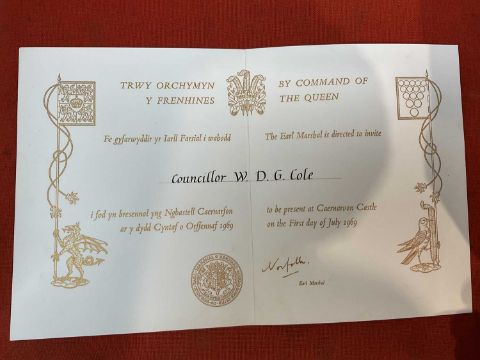 TRWY ORCHYMYN
Y FRENHINES
BY COMMAND OF
THE QUEEN
Fe gyfarwyddir yr Iarll Farsial i wahodd
The Earl Marshal is directed to invite
Councillor W. D. G. Cole
i fod yn bresennol yng Nghastell Caernarfon
ar y dydd Cyntaf o Orffennaf 1969
to be present at Caernarvon Castle
on the First day of July 1969
Norfolk.
Earl Marshal